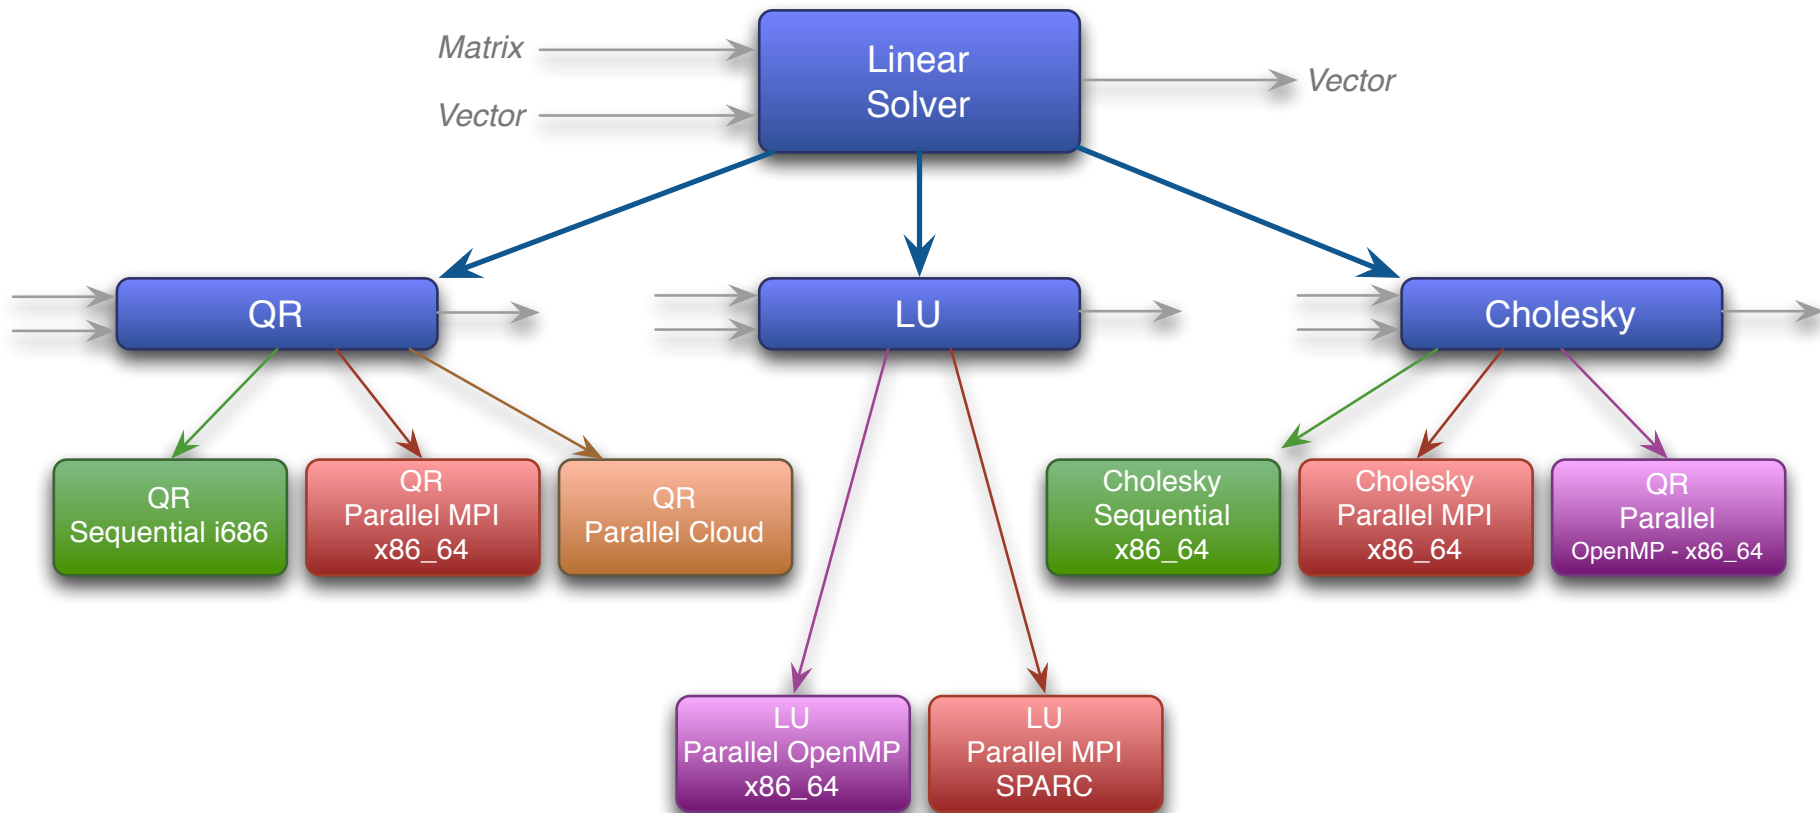 Matrix
Linear
Solver
Vector
Vector
QR
LU
Cholesky
QR
Sequential i686
QR
Parallel MPI
x86_64
QR
Parallel Cloud
Cholesky
Sequential
x86_64
Cholesky
Parallel MPI
x86_64
QR
Parallel
OpenMP - x86_64
LU
Parallel OpenMP
x86_64
LU
Parallel MPI
SPARC